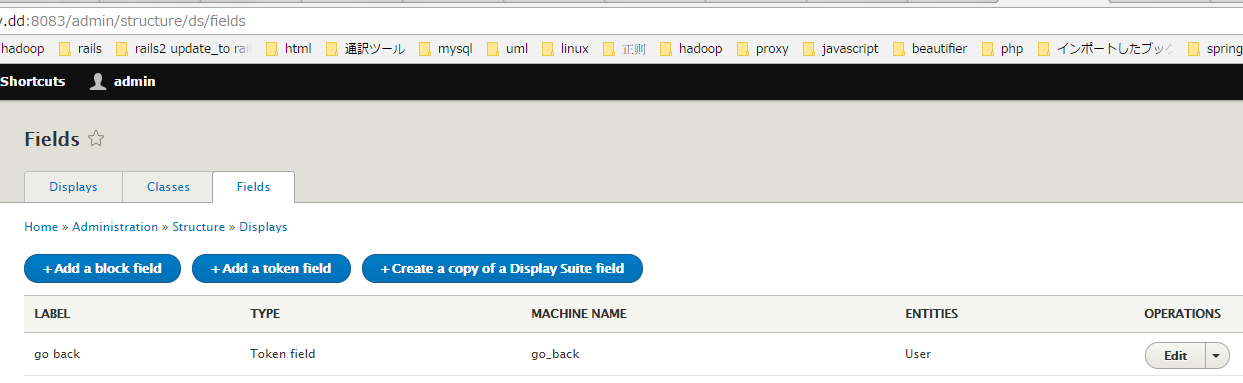 .dd:8083/admin/structure/ds/fields
hadoop rails rails2 update_to html 通訳ツール mysql uml linux 正则 hadoop proxy javascript beautifier php インポートしたブック spring
Shortcuts admin
Fields
Displays Classes Fields
Home » Administration » Structure » Displays
+ Add a block field + Add a token field + Create a copy of a Display Suite field
LABEL TYPE MACHINE NAME ENTITIES OPERATIONS
go back Token field go_back User Edit